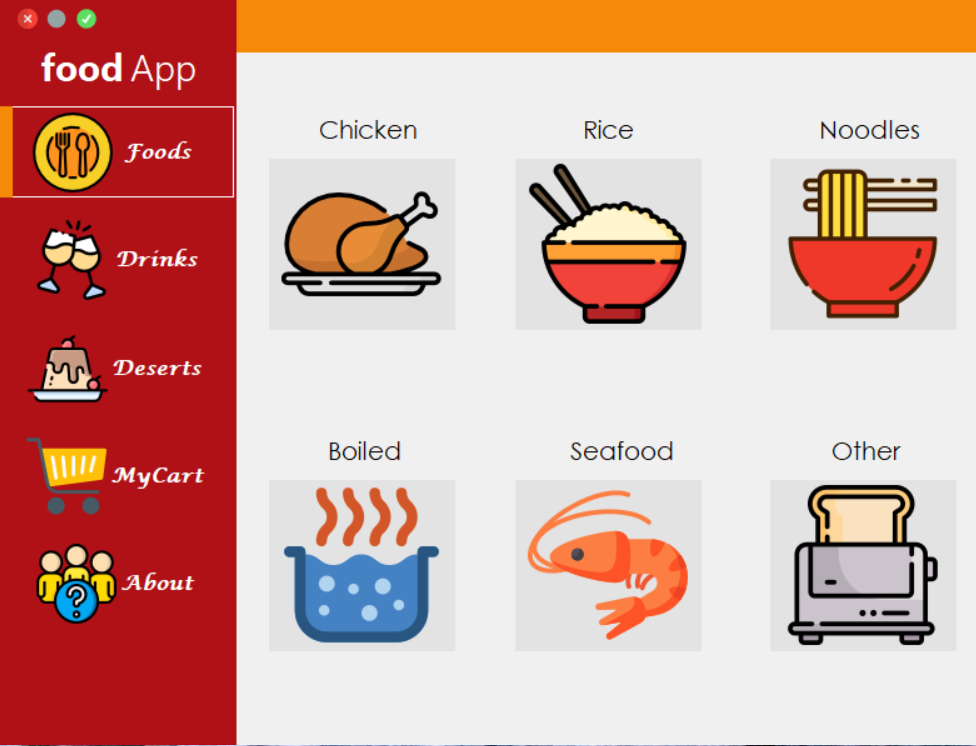 food App
Foods
Drinks
Deserts
MyCart
About
Chicken
Rice
Noodles
Boiled
Seafood
Other